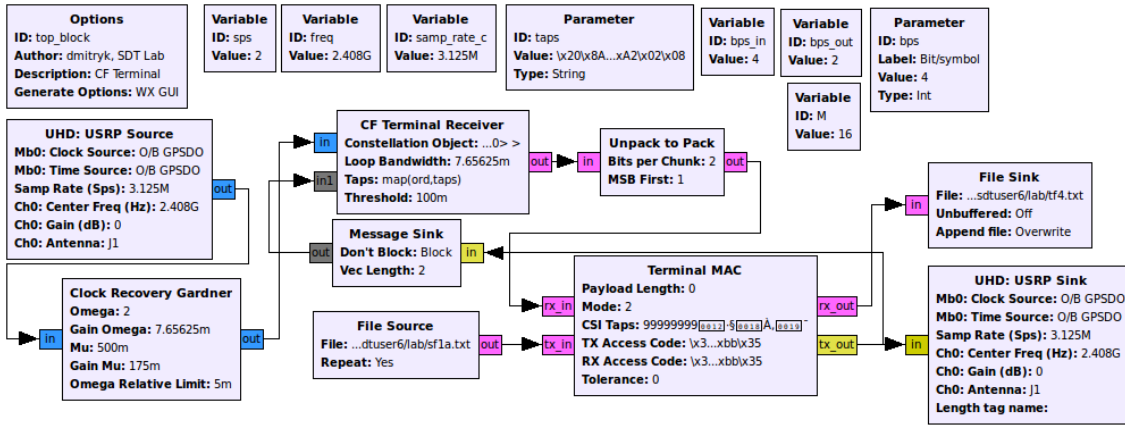 Options
ID: top_block
Author: dmitryk, SDT Lab
Description: CF Terminal
Generate Options: WX GUI
Variable
ID: sps
Value: 2
Variable
ID: freq
Value: 2.408G
Variable
ID: samp_rate_c
Value: 3.125M
Parameter
ID: taps
Value: \x20\x8A...xA2\x02\x08
Type: String
Variable
ID: bps_in
Value: 4
Variable
ID: bps_out
Value: 2
Parameter
ID: bps
Label: Bit/symbol
Value: 4
Type: Int
Variable
ID: M
Value: 16
UHD: USRP Source
Mb0: Clock Source: O/B GPSDO
Mb0: Time Source: O/B GPSDO
Samp Rate (Sps): 3.125M
Ch0: Center Freq (Hz): 2.408G
Ch0: Gain (dB): 0
Ch0: Antenna: J1
out
CF Terminal Receiver
Constellation Object: ...0> >
Loop Bandwidth: 7.65625m
Taps: map(ord,taps)
Threshold: 100m
in
in1
out
Unpack to Pack
Bits per Chunk: 2
MSB First: 1
in
out
File Sink
File: ...sdtuser6/lab/tf4.txt
Unbuffered: Off
Append file: Overwrite
in
Message Sink
Don't Block: Block
Vec Length: 2
out
in
Clock Recovery Gardner
Omega: 2
Gain Omega: 7.65625m
Mu: 500m
Gain Mu: 175m
Omega Relative Limit: 5m
in
out
File Source
File: ...dtuser6/lab/sf1a.txt
Repeat: Yes
out
Terminal MAC
Payload Length: 0
Mode: 2
CSI Taps: 99999999
TX Access Code: \x3...xbb\x35
RX Access Code: \x3...xbb\x35
Tolerance: 0
rx_in
tx_in
rx_out
tx_out
UHD: USRP Sink
Mb0: Clock Source: O/B GPSDO
Mb0: Time Source: O/B GPSDO
Samp Rate (Sps): 3.125M
Ch0: Center Freq (Hz): 2.408G
Ch0: Gain (dB): 0
Ch0: Antenna: J1
Length tag name:
in